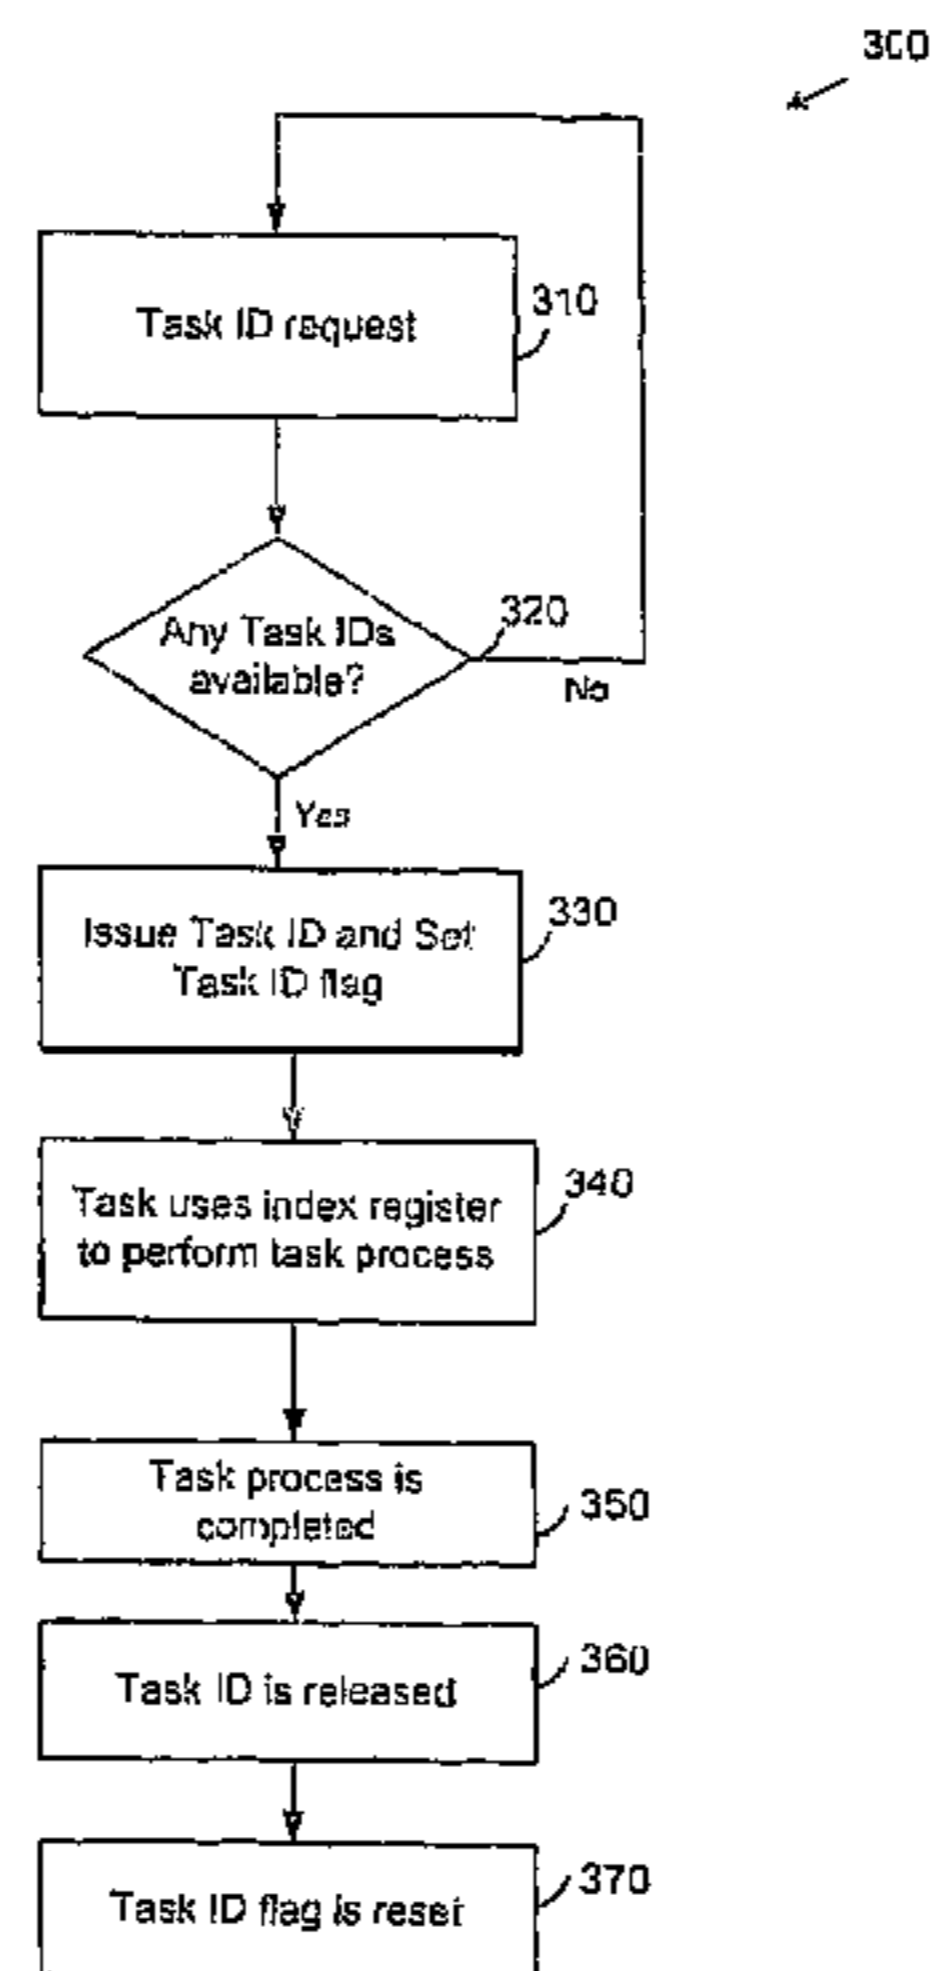 300
Task ID request
310
Any Task IDs
available?
320
No
Yes
Issue Task ID and Set
Task ID flag
330
Task uses index register
to perform task process
340
Task process is
completed
350
Task ID is released
360
Task ID flag is reset
370